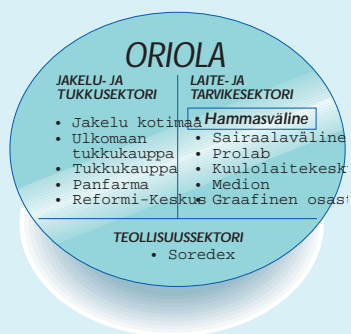 ORIOLA
JAKELU- JA
TUKKUSEKTORI
• Jakelu kotimaa
• Ulkomaan
tukkukauppa
• Tukkukauppa
• Panfarma
• Reformi-Keskus
LAITE- JA
TARVIKESEKTORI
• Hammasväline
• Sairaalaväline
• Prolab
• Kuulolaitekesk
• Medion
• Graafinen osast
TEOLLISUUSSEKTORI
• Soredex